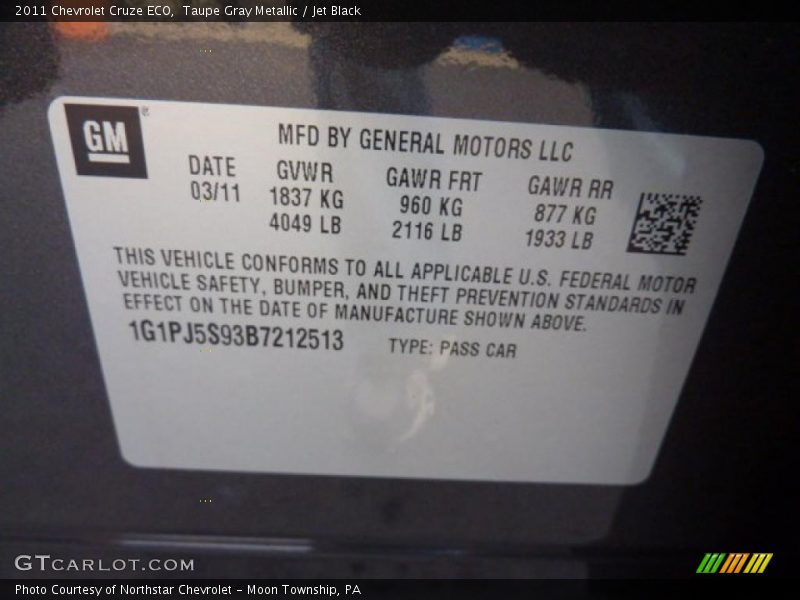 2011 Chevrolet Cruze ECO, Taupe Gray Metallic / Jet Black
GM
®
MFD BY GENERAL MOTORS LLC
DATE GVWR GAWR FRT GAWR RR
03/11 1837 KG 960 KG 877 KG
4049 LB 2116 LB 1933 LB
THIS VEHICLE CONFORMS TO ALL APPLICABLE U.S. FEDERAL MOTOR
VEHICLE SAFETY, BUMPER, AND THEFT PREVENTION STANDARDS IN
EFFECT ON THE DATE OF MANUFACTURE SHOWN ABOVE.
1G1PJ5S93B7212513 TYPE: PASS CAR
GTCARLOT.COM
Photo Courtesy of Northstar Chevrolet - Moon Township, PA